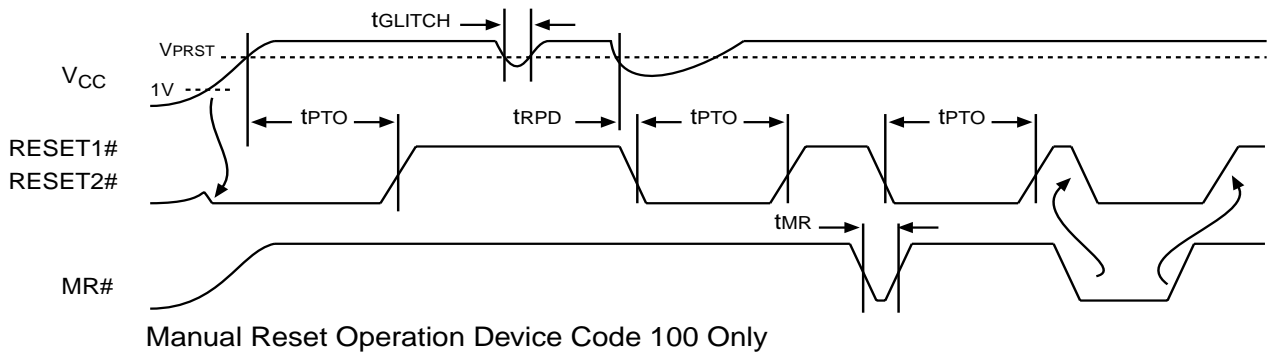 tGLITCH
VPRST
VCC
1V
tPTO
tRPD
tPTO
tPTO
RESET1#
RESET2#
tMR
MR#
Manual Reset Operation Device Code 100 Only